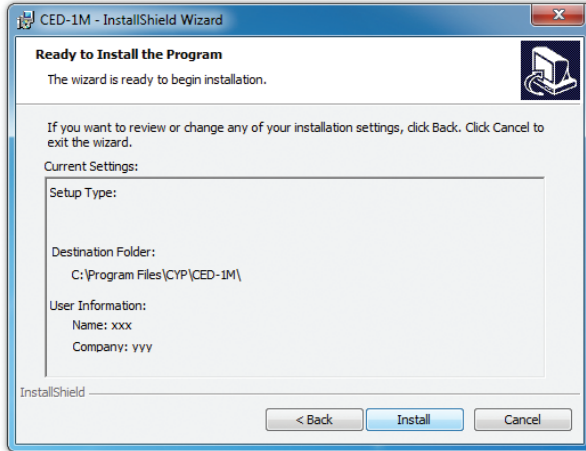 CED-1M - InstallShield Wizard
Ready to Install the Program
The wizard is ready to begin installation.
If you want to review or change any of your installation settings, click Back. Click Cancel to
exit the wizard.
Current Settings:
Setup Type:
Destination Folder:
C:\Program Files\CYP\CED-1M\
User Information:
Name: xxx
Company: yyy
InstallShield
< Back Install Cancel